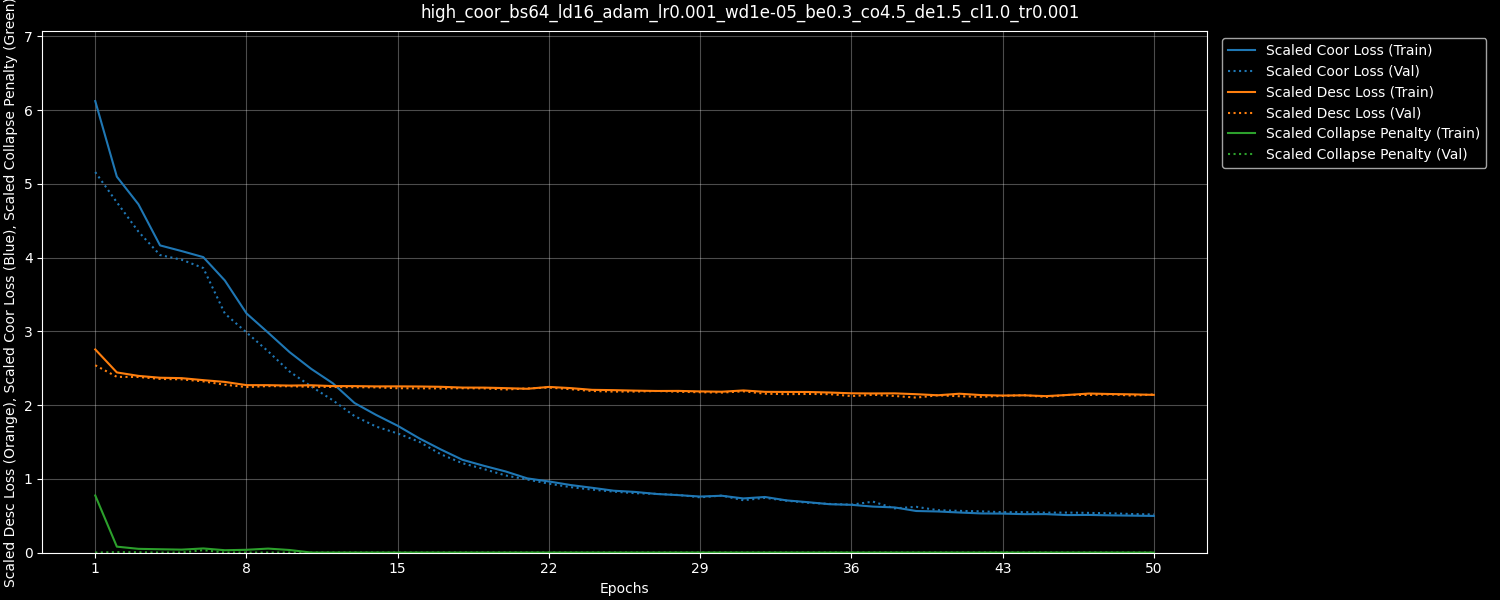 high_coor_bs64_ld16_adam_lr0.001_wd1e-05_be0.3_co4.5_de1.5_cl1.0_tr0.001
Scaled Desc Loss (Orange), Scaled Coor Loss (Blue), Scaled Collapse Penalty (Green)
7
6
5
4
3
2
1
0
1
8
15
22
29
36
43
50
Epochs
Scaled Coor Loss (Train)
Scaled Coor Loss (Val)
Scaled Desc Loss (Train)
Scaled Desc Loss (Val)
Scaled Collapse Penalty (Train)
Scaled Collapse Penalty (Val)